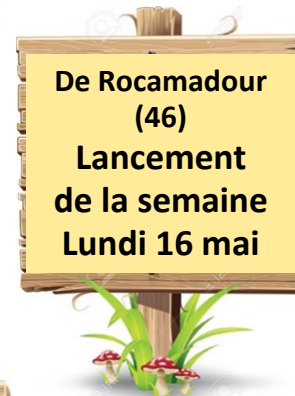 De Rocamadour
(46)
Lancement
de la semaine
Lundi 16 mai